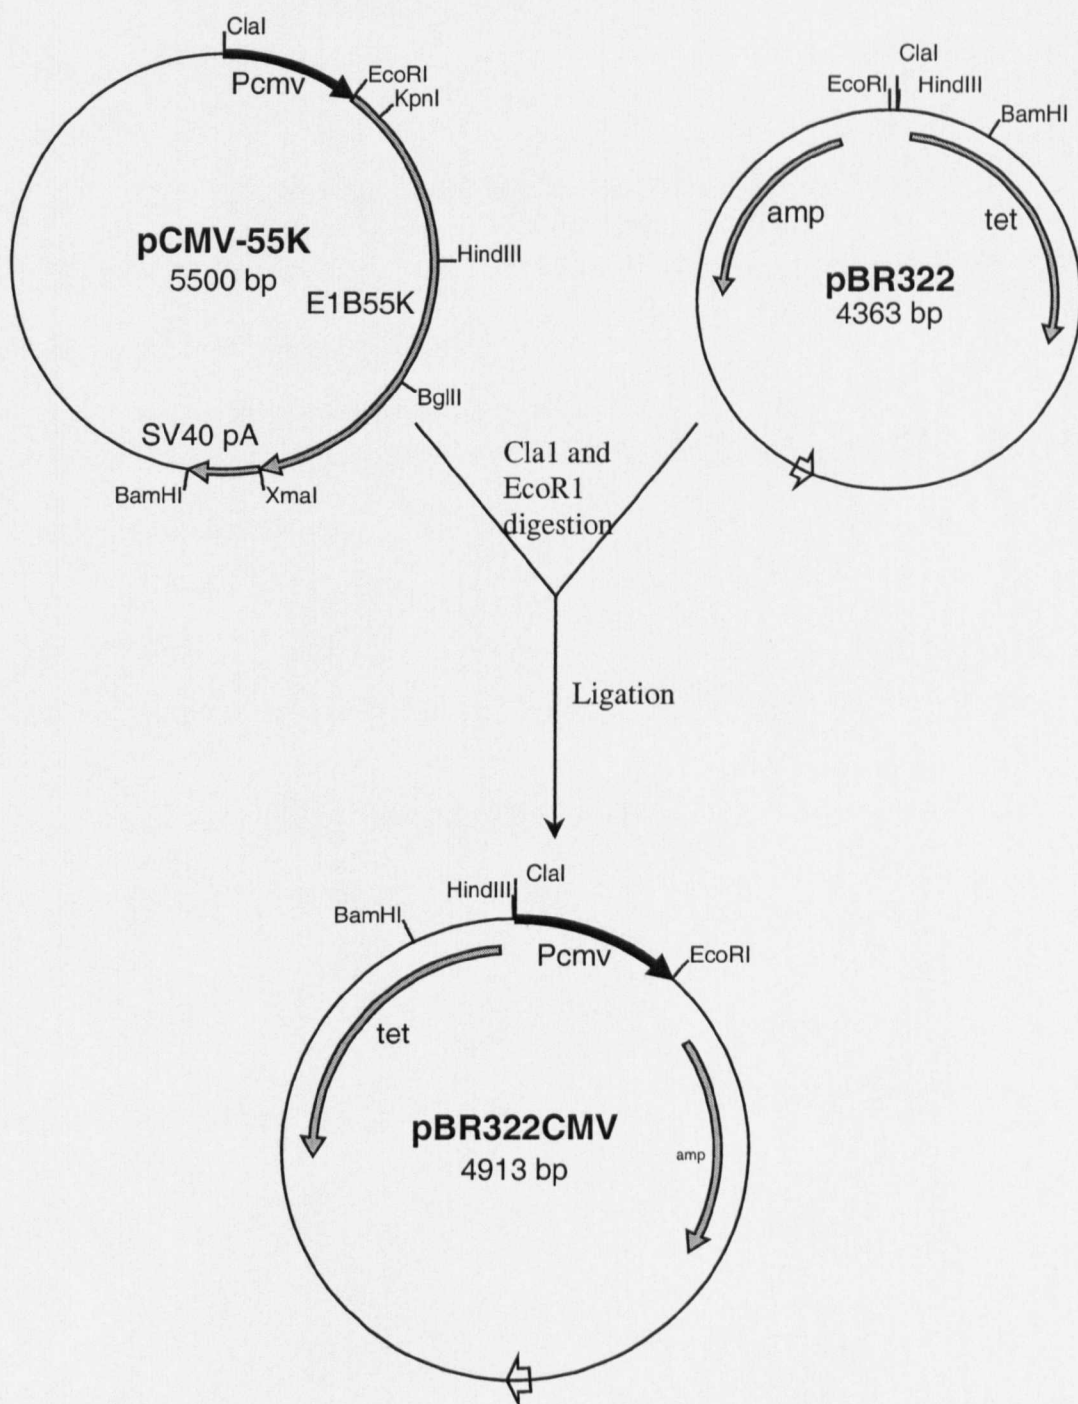 ClaI
Pcmv
EcoRI
KpnI
pCMV-55K
5500 bp
HindIII
E1B55K
BglII
SV40 pA
BamHI
XmaI
ClaI
EcoRI
HindIII
BamHI
amp
tet
pBR322
4363 bp
Cla1 and
EcoR1
digestion
Ligation
ClaI
HindIII
BamHI
Pcmv
EcoRI
tet
pBR322CMV
4913 bp
amp